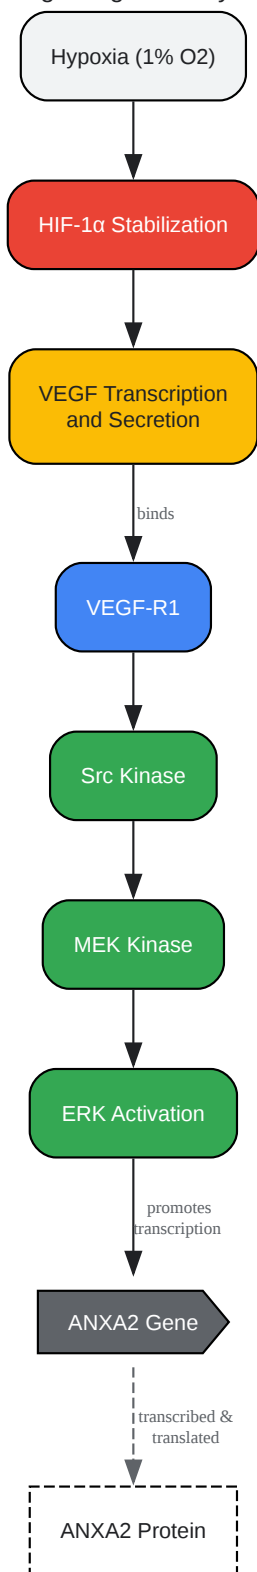 Hypoxia (1% O2)
HIF-1α Stabilization
VEGF Transcription
and Secretion
binds
VEGF-R1
Src Kinase
MEK Kinase
ERK Activation
promotes
transcription
ANXA2 Gene
transcribed &
translated
ANXA2 Protein